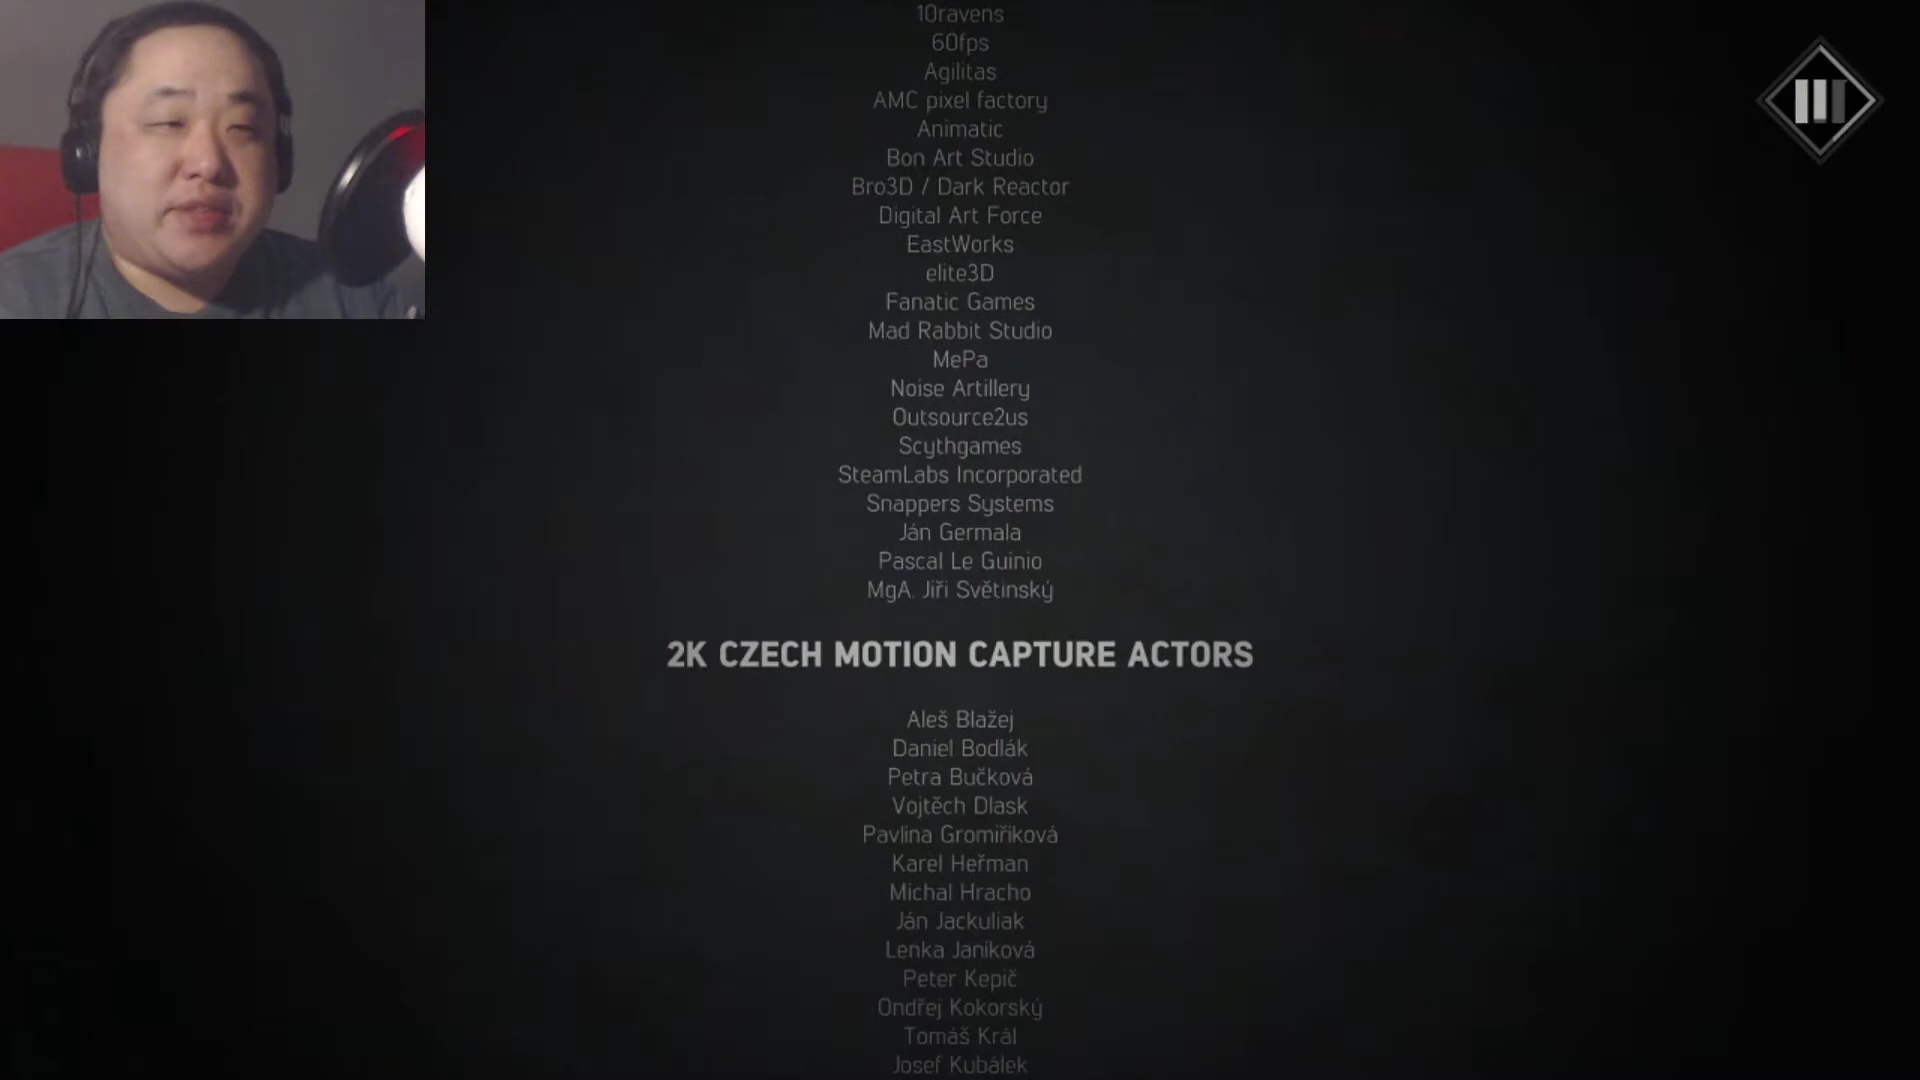 10ravens
60fps
Agilitas
AMC pixel factory
Animatic
Bon Art Studio
Bro3D / Dark Reactor
Digital Art Force
EastWorks
elite3D
Fanatic Games
Mad Rabbit Studio
MePa
Noise Artillery
Outsource2us
Scythgames
SteamLabs Incorporated
Snappers Systems
Ján Germala
Pascal Le Guinio
MgA. Jiří Světinský
2K CZECH MOTION CAPTURE ACTORS
Aleš Blažej
Daniel Bodlák
Petra Bučková
Vojtěch Dlask
Pavlína Gromiříková
Karel Heřman
Michal Hracho
Ján Jackuliak
Lenka Janíková
Peter Kepič
Ondřej Kokorský
Tomáš Král
Josef Kubálek